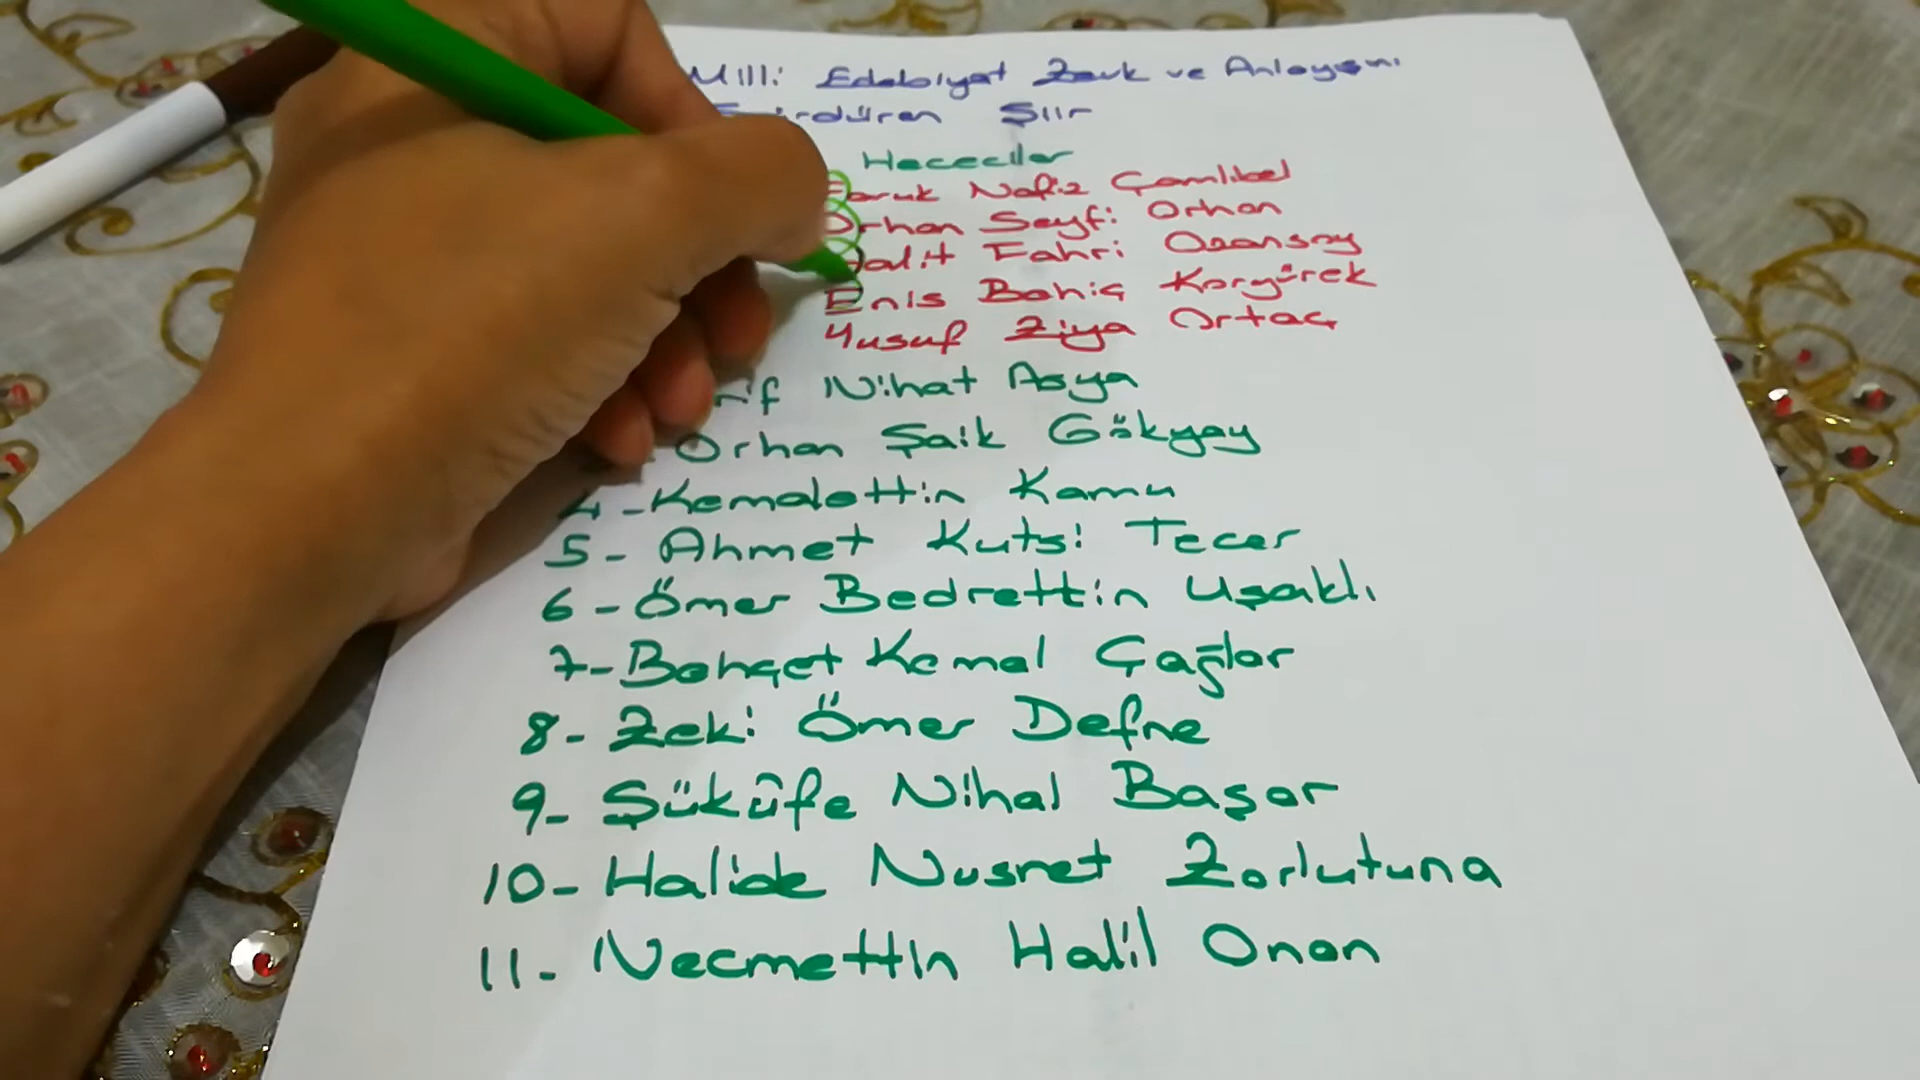 Milli Edebiyat Zevk ve Anlayışını
Sürdüren Şiir
Hececiler
Faruk Nafiz Çamlıbel
Orhan Seyfi Orhon
Halit Fahri Ozansoy
Enis Behiç Koryürek
Yusuf Ziya Ortaç
rif Nihat Asya
Orhan Şaik Gökyay
4-Kemalettin Kamu
5- Ahmet Kutsi Tecer
6-Ömer Bedrettin Uşaklı
7-Behçet Kemal Çağlar
8- Zeki Ömer Defne
9- Şükûfe Nihal Başar
10- Halide Nusret Zorlutuna
11- Necmettin Halil Onan